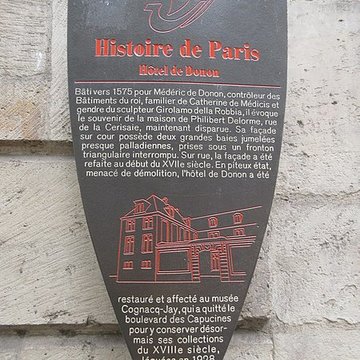 Histoire de Paris
Hôtel de Donon
Bâti vers 1575 pour Médéric de Donon, contrôleur des
Bâtiments du roi, familier de Catherine de Médicis et
gendre du sculpteur Girolamo della Robbia, il évoque
le souvenir de la maison de Philibert Delorme, rue
de la Cerisaie, maintenant disparue. Sa façade
sur cour possède deux grandes baies jumelées
presque palladiennes, prises sous un fronton
triangulaire interrompu. Sur rue, la façade a été
refaite au début du XVIIe siècle. En piteux état,
menacé de démolition, l'hôtel de Donon a été
restauré et affecté au musée
Cognacq-Jay, qui a quitté le
boulevard des Capucines
pour y conserver désor-
mais ses collections
du XVIIIe siècle,
léguées en 1928